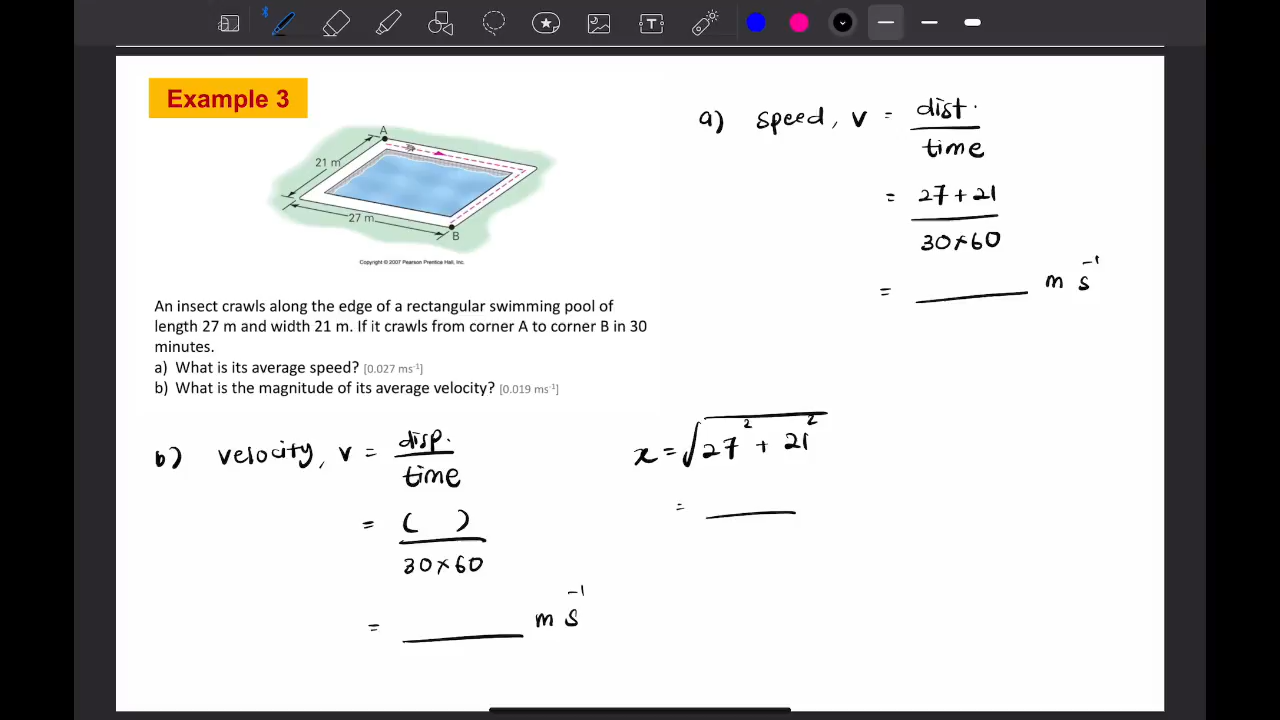 Example 3
A
21 m
27 m
B
Copyright © 2007 Pearson Prentice Hall, Inc.
An insect crawls along the edge of a rectangular swimming pool of
length 27 m and width 21 m. If it crawls from corner A to corner B in 30
minutes.
a) What is its average speed? [0.027 ms⁻¹]
b) What is the magnitude of its average velocity? [0.019 ms⁻¹]
a) speed, v = dist.
time
= 27 + 21
30 × 60
= ______ m s⁻¹
b) velocity, v = disp.
time
= ( )
30 × 60
= ______ m s⁻¹
x = √27² + 21²
= ______